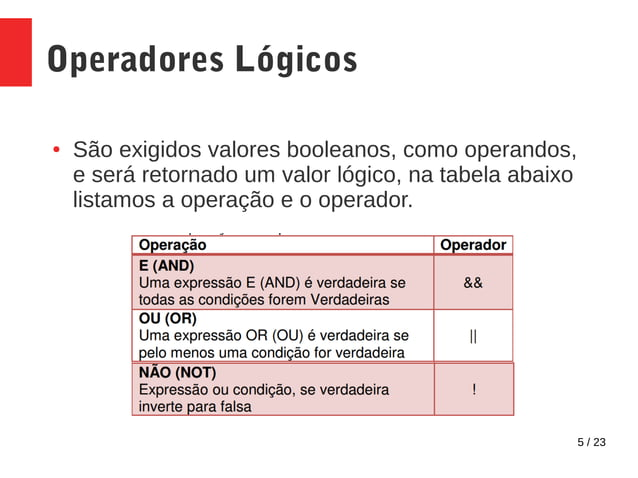 Operadores Lógicos
• São exigidos valores booleanos, como operandos,
e será retornado um valor lógico, na tabela abaixo
listamos a operação e o operador.
Operação Operador
E (AND)
Uma expressão E (AND) é verdadeira se
todas as condições forem Verdadeiras
&&
OU (OR)
Uma expressão OR (OU) é verdadeira se
pelo menos uma condição for verdadeira
||
NÃO (NOT)
Expressão ou condição, se verdadeira
inverte para falsa
!
5 / 23